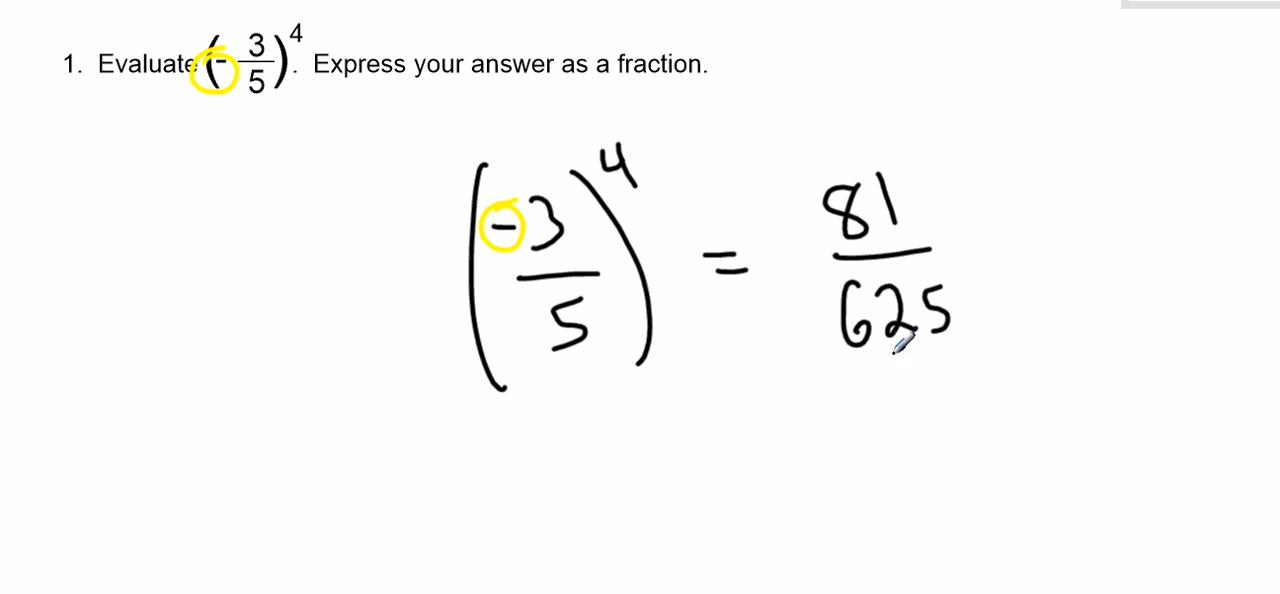 1. Evaluate (-3/5)^4. Express your answer as a fraction.
(-3/5)^4 = 81/625